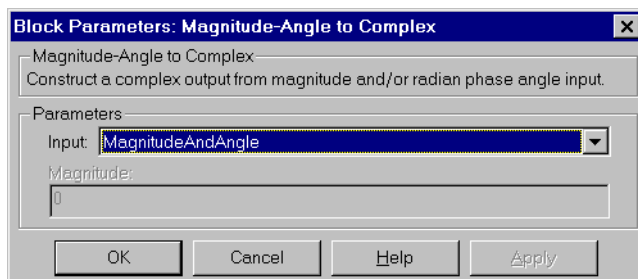 Block Parameters: Magnitude-Angle to Complex
Magnitude-Angle to Complex
Construct a complex output from magnitude and/or radian phase angle input.
Parameters
Input: MagnitudeAndAngle
Magnitude:
0
OK Cancel Help Apply